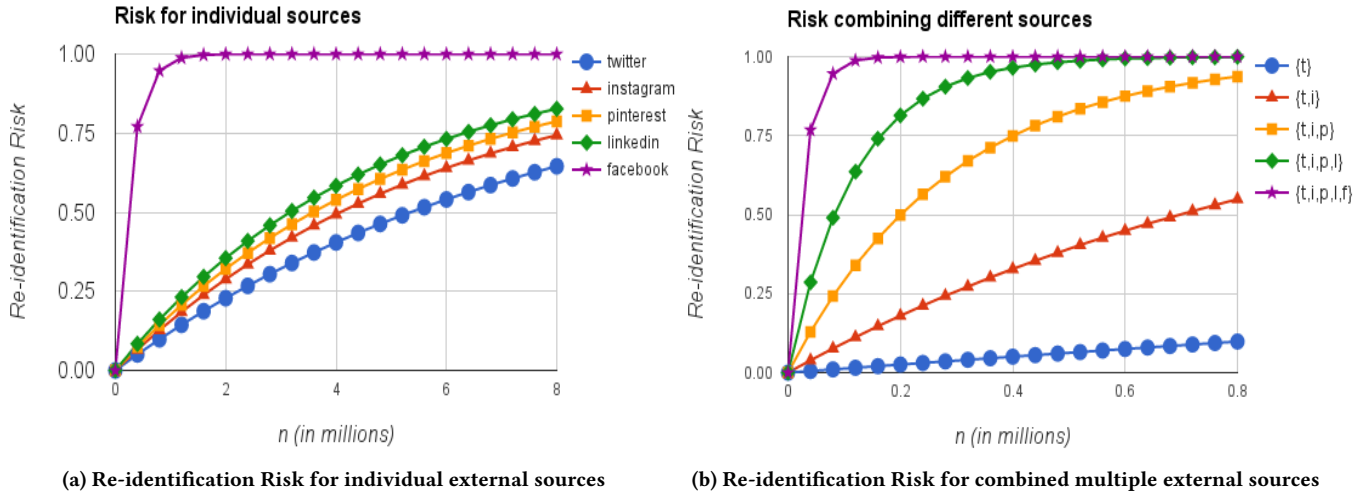 Risk for individual sources
1.00
0.75
0.50
0.25
0.00
Re-identification Risk
0
2
4
6
8
n (in millions)
twitter
instagram
pinterest
linkedin
facebook
(a) Re-identification Risk for individual external sources
Risk combining different sources
1.00
0.75
0.50
0.25
0.00
Re-identification Risk
0
0.2
0.4
0.6
0.8
n (in millions)
{t}
{t,i}
{t,i,p}
{t,i,p,l}
{t,i,p,l,f}
(b) Re-identification Risk for combined multiple external sources